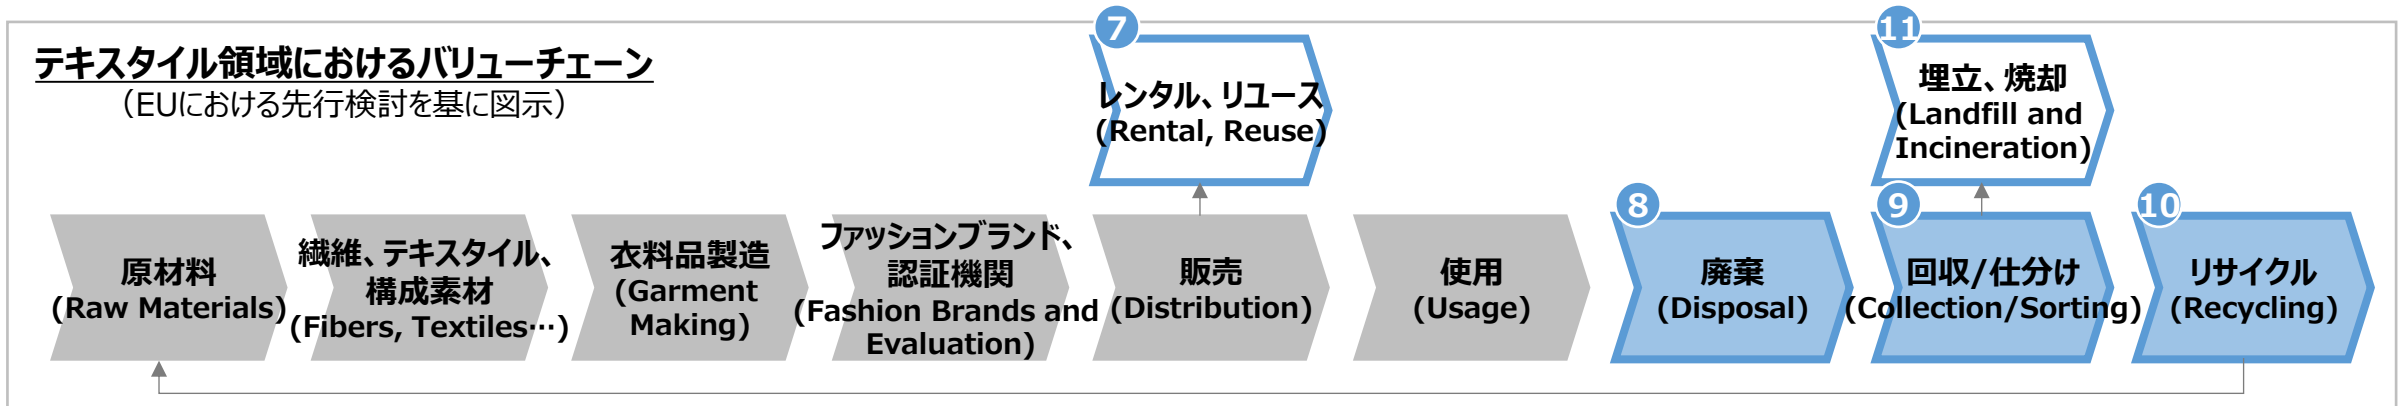 テキスタイル領域におけるバリューチェーン
（EUにおける先行検討を基に図示）
7
レンタル、リユース
(Rental, Reuse)
11
埋立、焼却
(Landfill and
Incineration)
原材料
(Raw Materials)
繊維、テキスタイル、
構成素材
(Fibers, Textiles…)
衣料品製造
(Garment
Making)
ファッションブランド、
認証機関
(Fashion Brands and
Evaluation)
販売
(Distribution)
使用
(Usage)
8
廃棄
(Disposal)
9
回収/仕分け
(Collection/Sorting)
10
リサイクル
(Recycling)